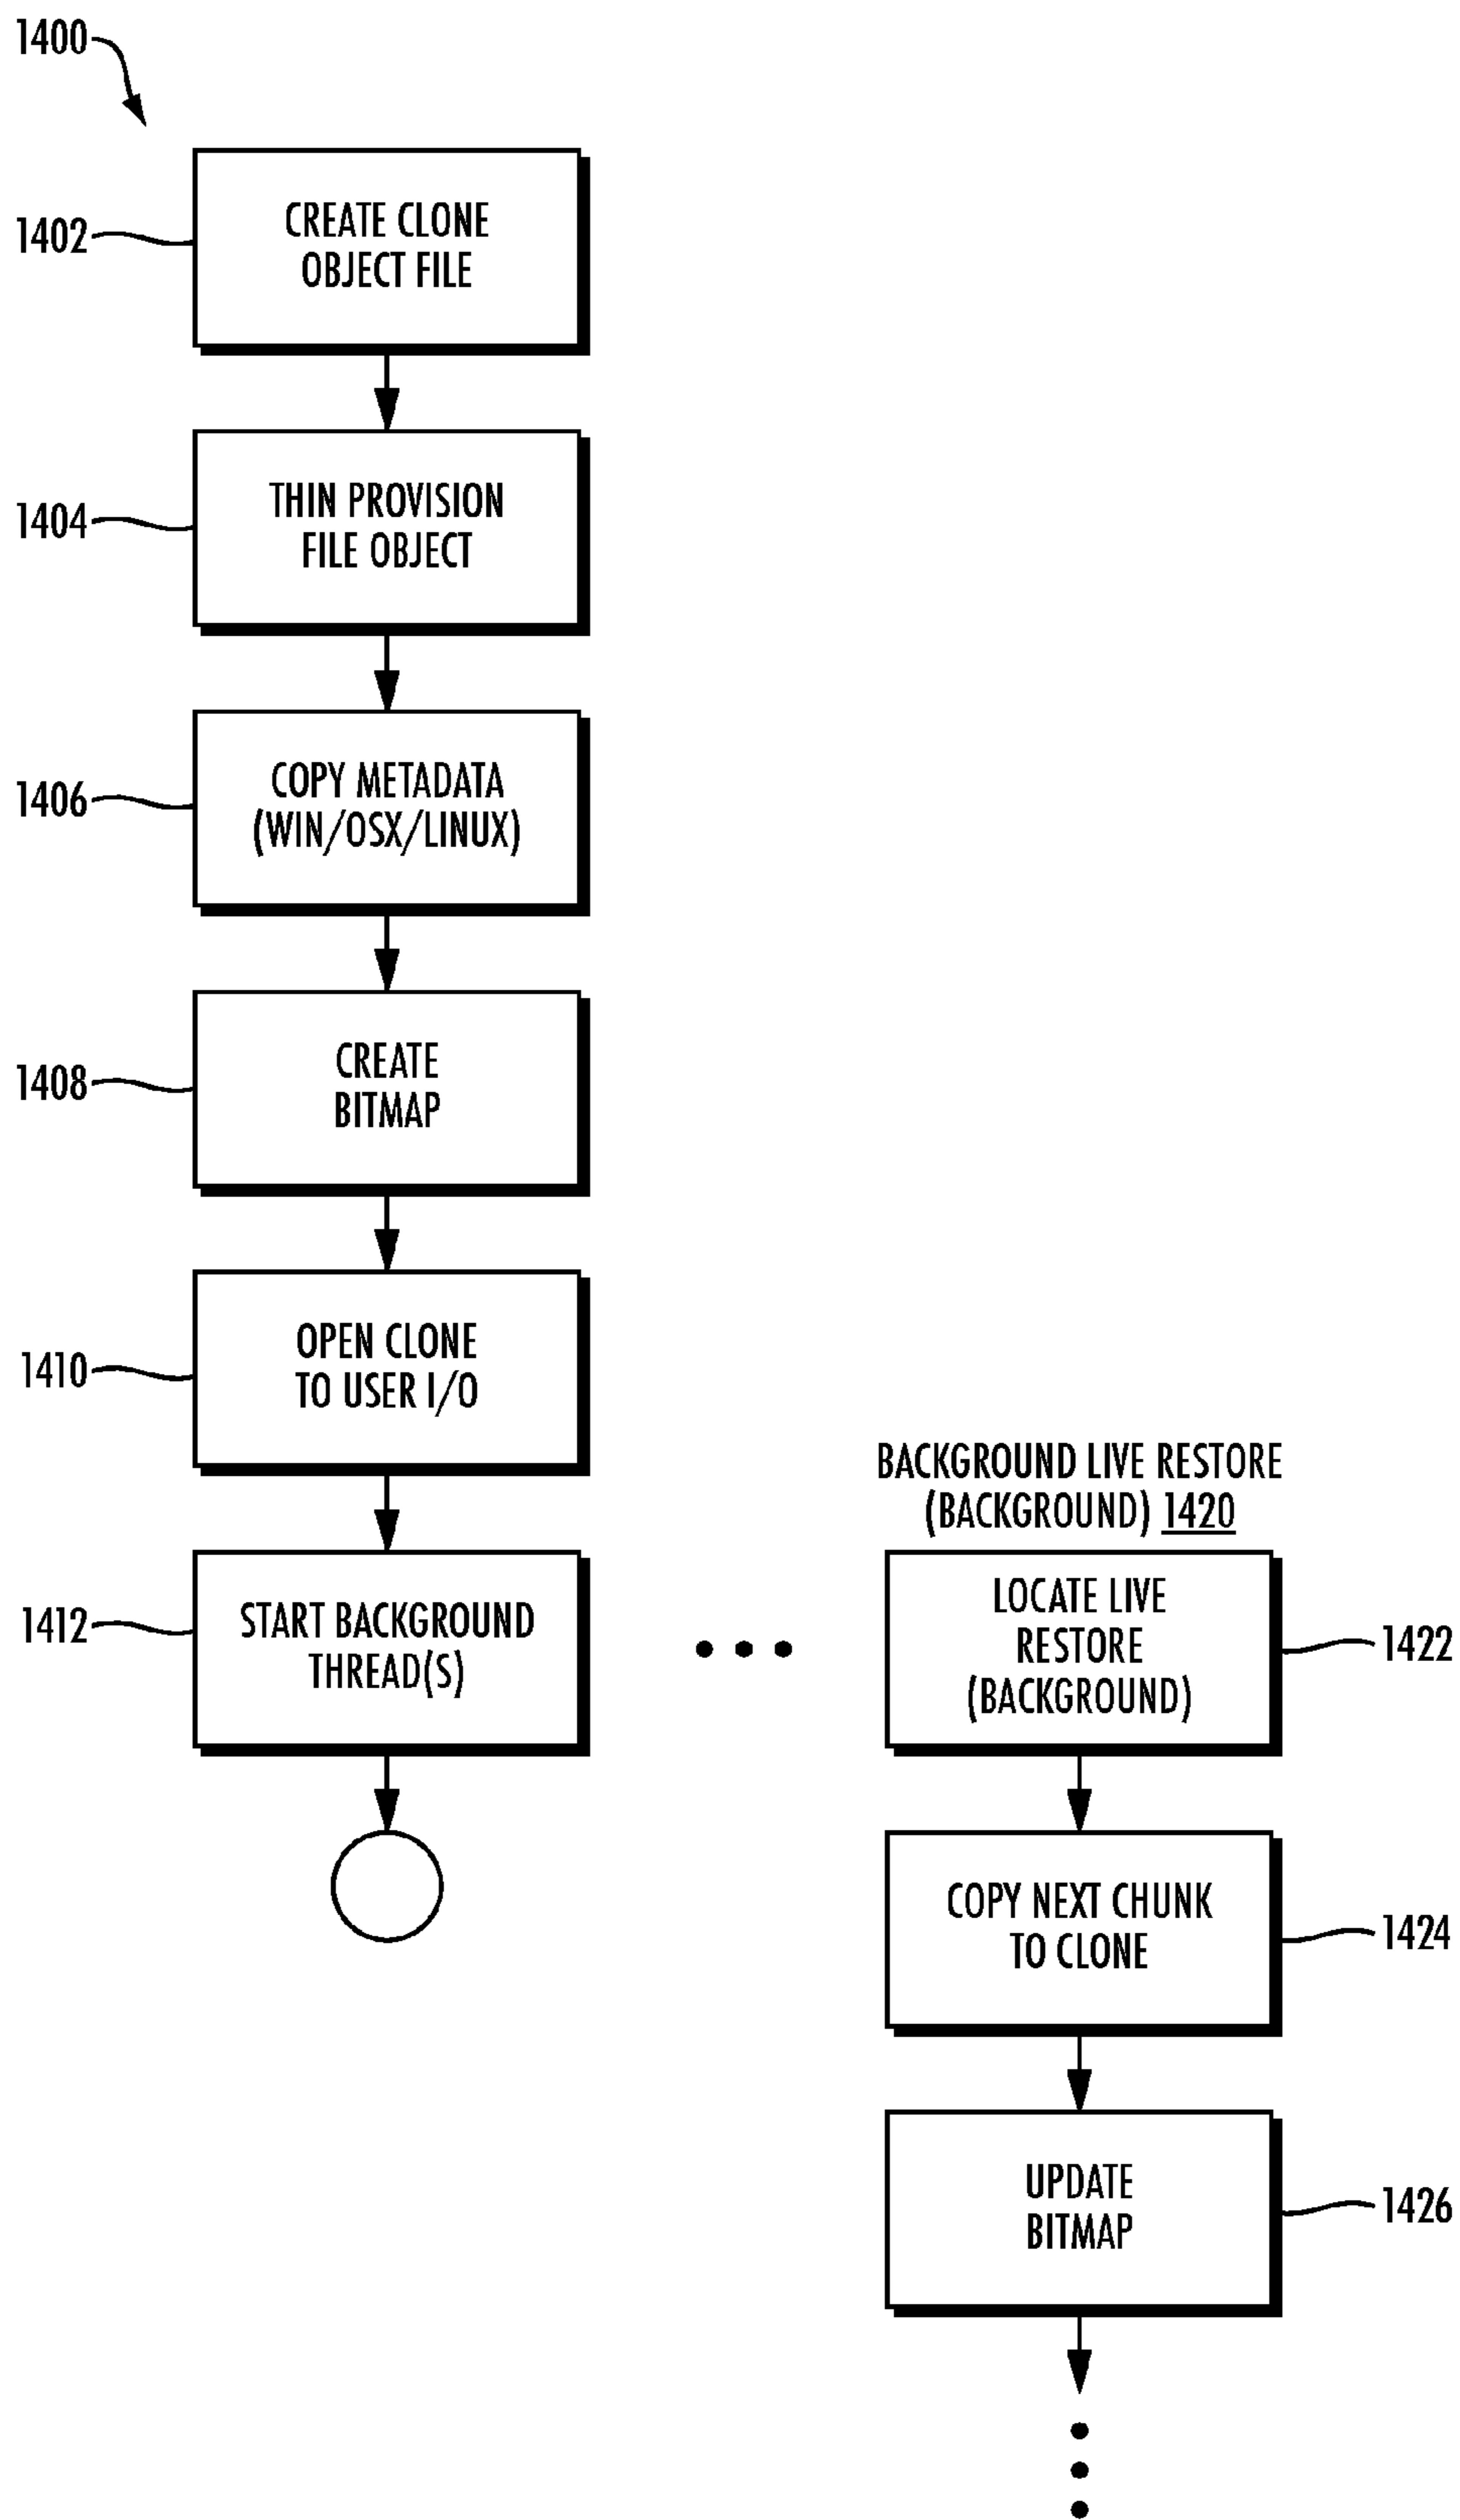 1400
1402
CREATE CLONE
OBJECT FILE
1404
THIN PROVISION
FILE OBJECT
1406
COPY METADATA
(WIN/OSX/LINUX)
1408
CREATE
BITMAP
1410
OPEN CLONE
TO USER I/O
1412
START BACKGROUND
THREAD(S)
BACKGROUND LIVE RESTORE
(BACKGROUND) 1420
LOCATE LIVE
RESTORE
(BACKGROUND)
1422
COPY NEXT CHUNK
TO CLONE
1424
UPDATE
BITMAP
1426